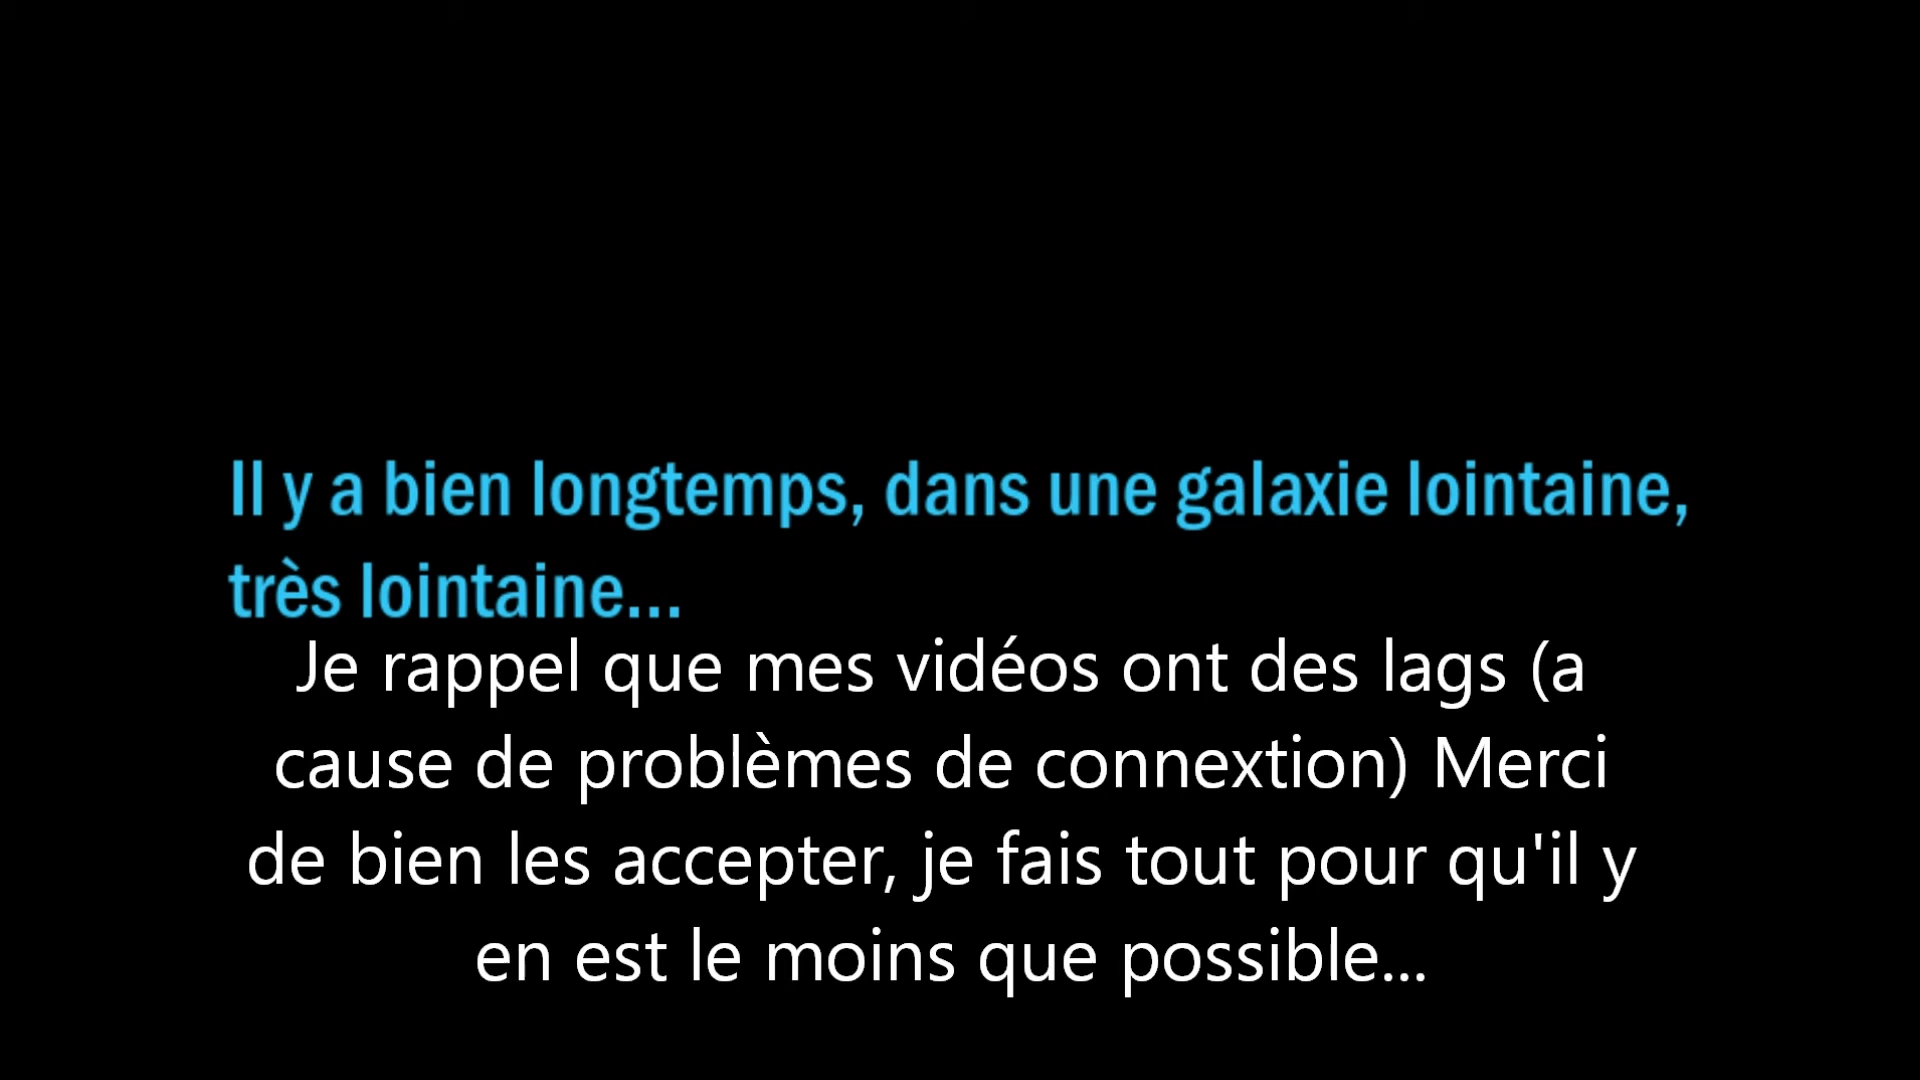 Il y a bien longtemps, dans une galaxie lointaine,
très lointaine...
Je rappel que mes vidéos ont des lags (a
cause de problèmes de connextion) Merci
de bien les accepter, je fais tout pour qu'il y
en est le moins que possible...